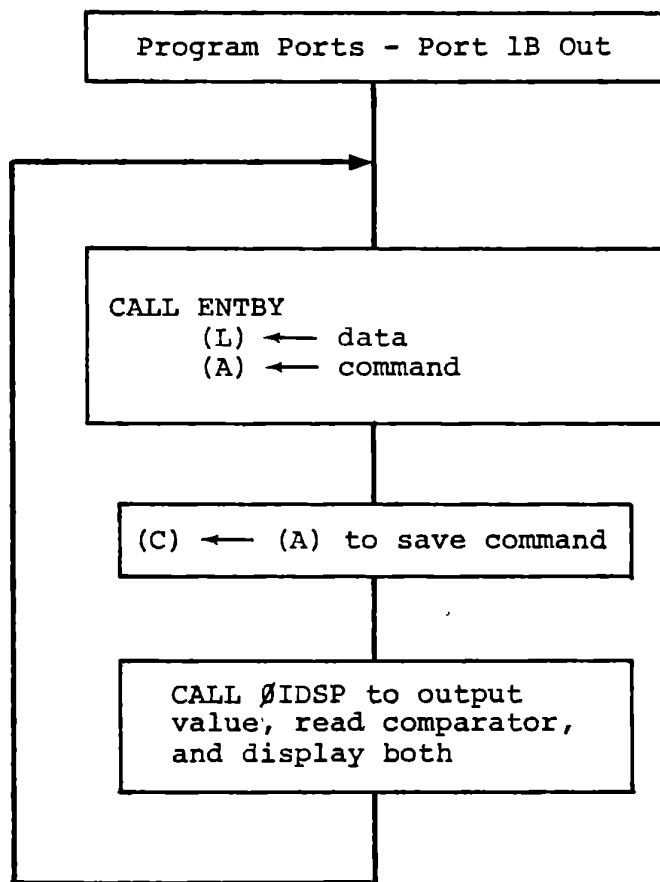 Program Ports - Port 1B Out
CALL ENTBY
(L) ← data
(A) ← command
(C) ← (A) to save command
CALL ØIDSP to output
value, read comparator,
and display both